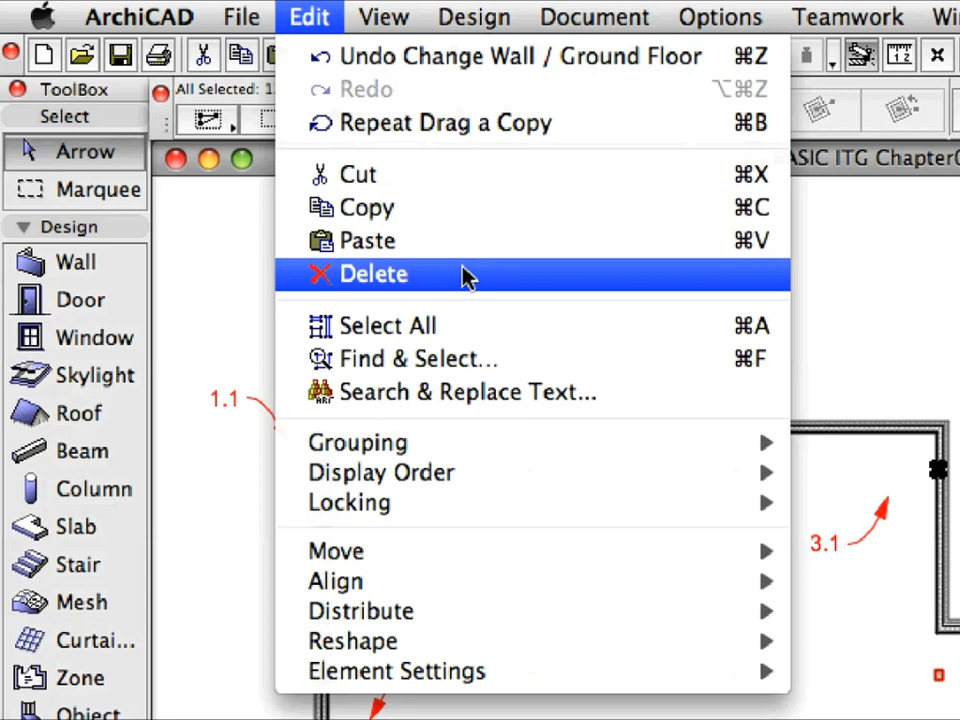 ArchiCAD File Edit View Design Document Options Teamwork Wi
ToolBox
All Selected: 1
Select
Arrow
Marquee
Design
Wall
Door
Window
Skylight
Roof
Beam
Column
Slab
Stair
Mesh
Curtai...
Zone
Object
Undo Change Wall / Ground Floor ⌘Z
Redo ⌥⌘Z
Repeat Drag a Copy ⌘B
Cut ⌘X
Copy ⌘C
Paste ⌘V
Delete
Select All ⌘A
Find & Select... ⌘F
Search & Replace Text...
Grouping
Display Order
Locking
Move
Align
Distribute
Reshape
Element Settings
ASIC ITG Chapter
1.1
3.1